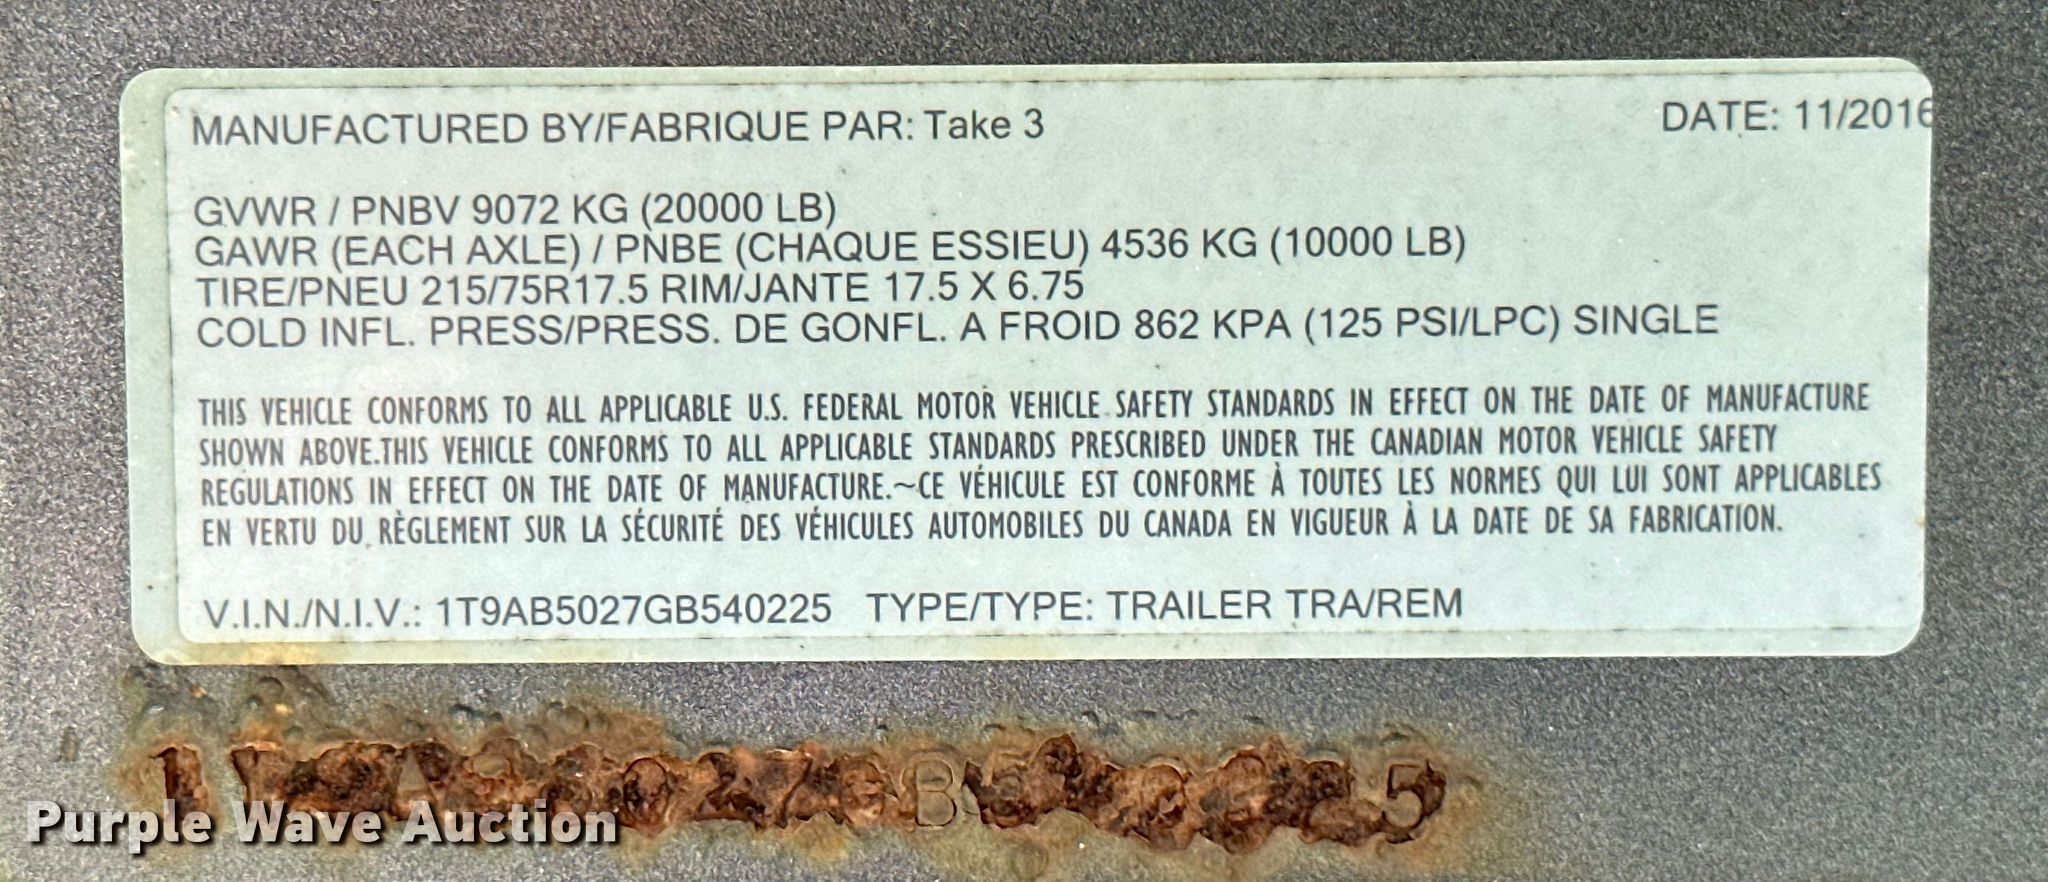 MANUFACTURED BY/FABRIQUE PAR: Take 3 DATE: 11/2016
GVWR / PNBV 9072 KG (20000 LB)
GAWR (EACH AXLE) / PNBE (CHAQUE ESSIEU) 4536 KG (10000 LB)
TIRE/PNEU 215/75R17.5 RIM/JANTE 17.5 X 6.75
COLD INFL. PRESS/PRESS. DE GONFL. A FROID 862 KPA (125 PSI/LPC) SINGLE
THIS VEHICLE CONFORMS TO ALL APPLICABLE U.S. FEDERAL MOTOR VEHICLE SAFETY STANDARDS IN EFFECT ON THE DATE OF MANUFACTURE
SHOWN ABOVE.THIS VEHICLE CONFORMS TO ALL APPLICABLE STANDARDS PRESCRIBED UNDER THE CANADIAN MOTOR VEHICLE SAFETY
REGULATIONS IN EFFECT ON THE DATE OF MANUFACTURE.~CE VÉHICULE EST CONFORME À TOUTES LES NORMES QUI LUI SONT APPLICABLES
EN VERTU DU RÈGLEMENT SUR LA SÉCURITÉ DES VÉHICULES AUTOMOBILES DU CANADA EN VIGUEUR À LA DATE DE SA FABRICATION.
V.I.N./N.I.V.: 1T9AB5027GB540225 TYPE/TYPE: TRAILER TRA/REM
Purple Wave Auction